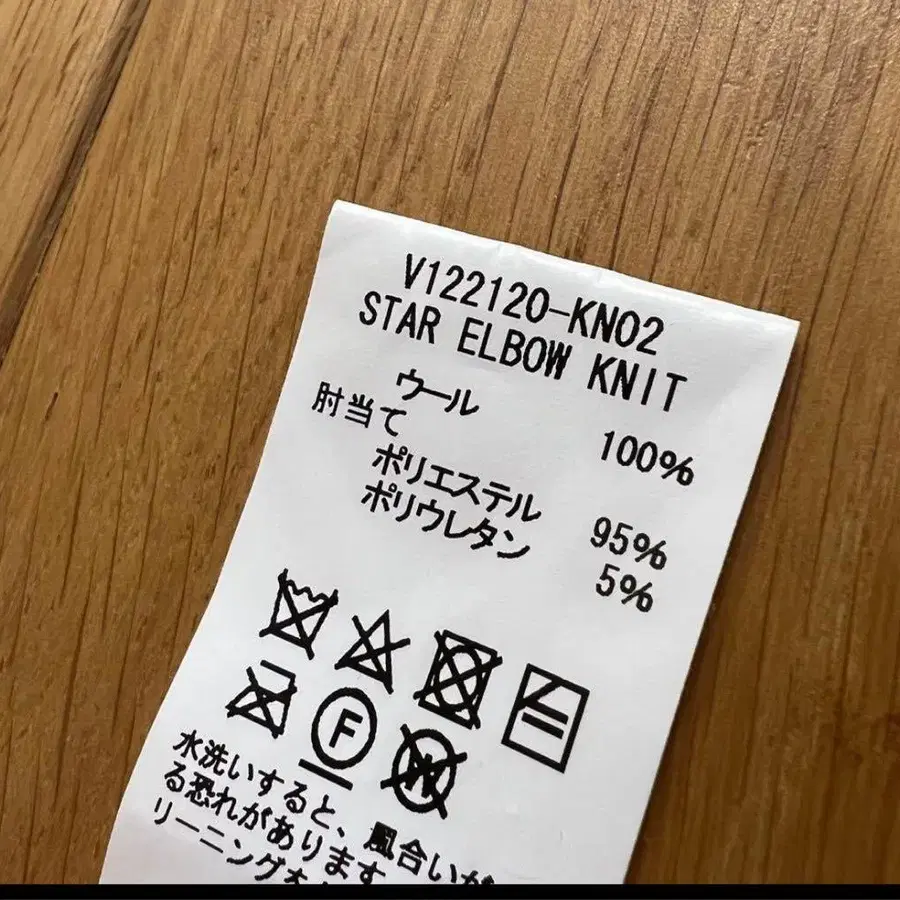 V122120-KN02
STAR ELBOW KNIT
ウール 100%
肘当て
ポリエステル 95%
ポリウレタン 5%
F
W
水洗いすると、風合いが
る恐れがあります
リーニングを